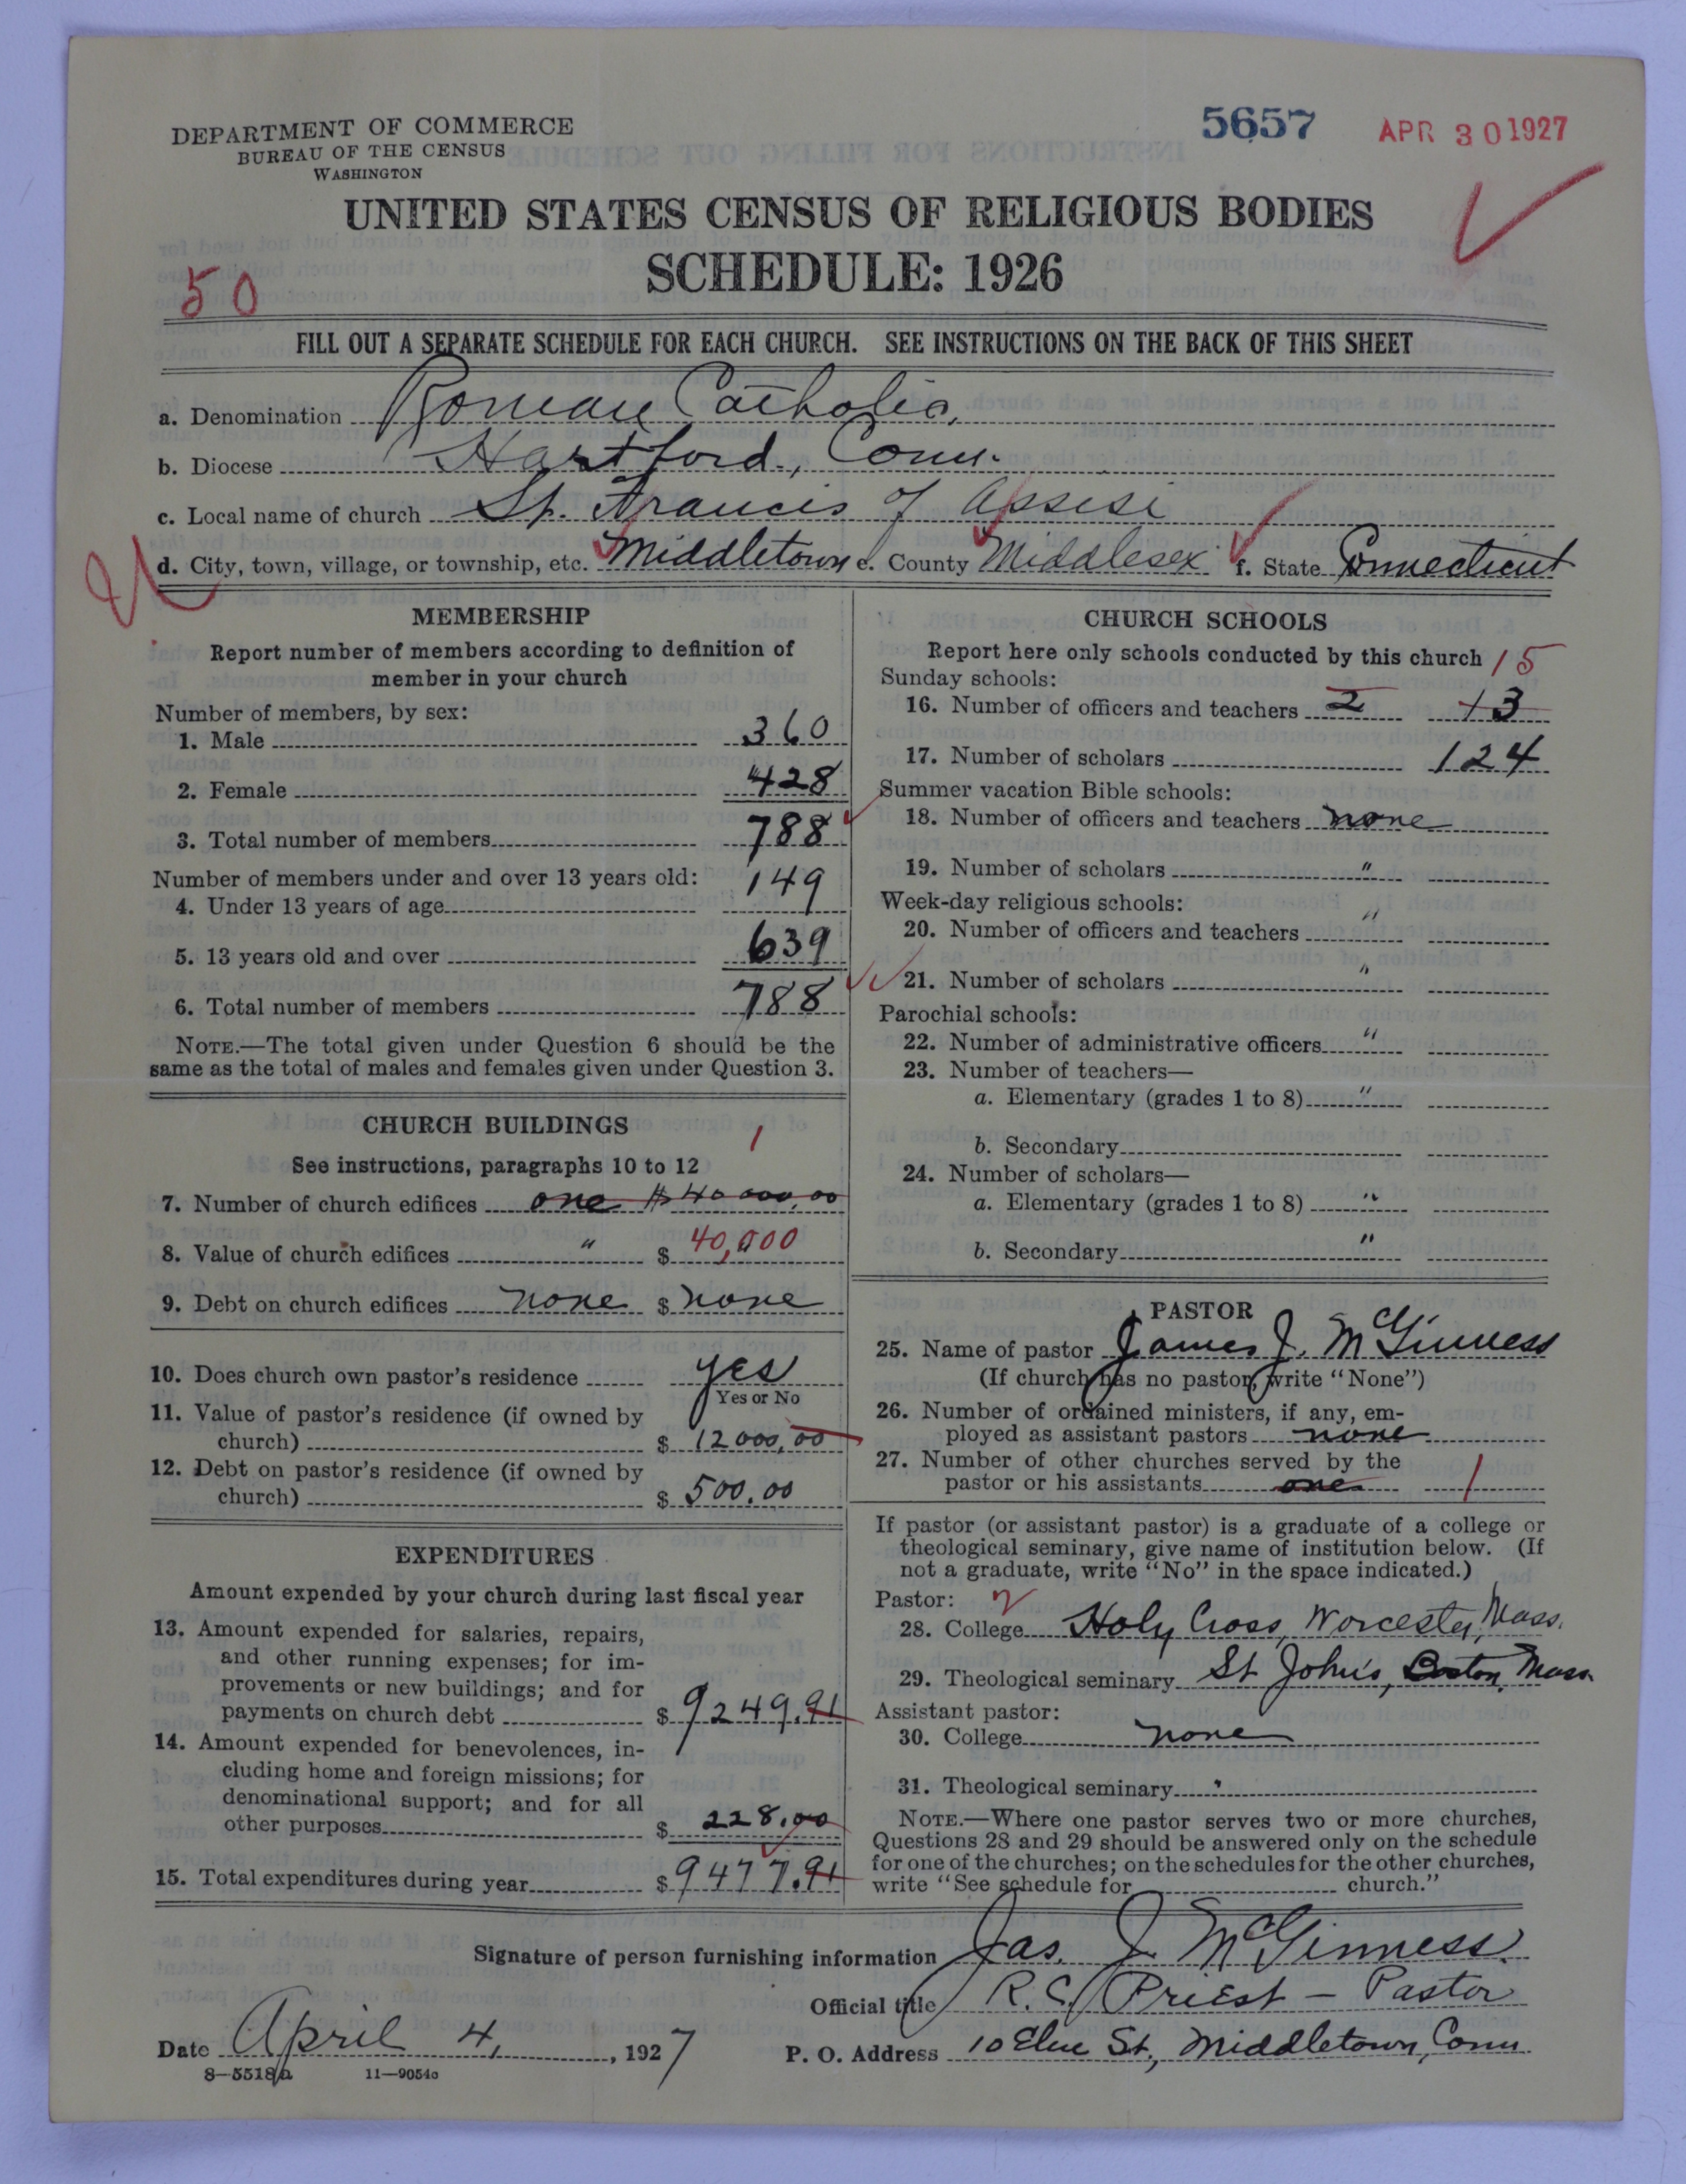 DEPARTMENT OF COMMERCE
BUREAU OF THE CENSUS
WASHINGTON
5657
APR 30 1927
UNITED STATES CENSUS OF RELIGIOUS BODIES
SCHEDULE: 1926
50
FILL OUT A SEPARATE SCHEDULE FOR EACH CHURCH. SEE INSTRUCTIONS ON THE BACK OF THIS SHEET
a. Denomination Roman Catholic,
b. Diocese Hartford, Conn.
c. Local name of church St. Francis of Assisi
d. City, town, village, or township, etc. Middletown e. County Middlesex f. State Connecticut
MEMBERSHIP
Report number of members according to definition of
member in your church
Number of members, by sex:
1. Male 360
2. Female 428
3. Total number of members 788
Number of members under and over 13 years old:
4. Under 13 years of age 149
5. 13 years old and over 639
6. Total number of members 788
NOTE.—The total given under Question 6 should be the
same as the total of males and females given under Question 3.
CHURCH BUILDINGS
See instructions, paragraphs 10 to 12
1
7. Number of church edifices one $40000.00
8. Value of church edifices " $ 40,000
9. Debt on church edifices none $ none
10. Does church own pastor's residence yes
Yes or No
11. Value of pastor's residence (if owned by
church) $ 12000.00
12. Debt on pastor's residence (if owned by
church) $ 500.00
EXPENDITURES
Amount expended by your church during last fiscal year
13. Amount expended for salaries, repairs,
and other running expenses; for im-
provements or new buildings; and for
payments on church debt $ 9249.91
14. Amount expended for benevolences, in-
cluding home and foreign missions; for
denominational support; and for all
other purposes $ 228.00
15. Total expenditures during year $ 9477.91
CHURCH SCHOOLS
Report here only schools conducted by this church 15
Sunday schools:
16. Number of officers and teachers 2 13
17. Number of scholars 124
Summer vacation Bible schools:
18. Number of officers and teachers none
19. Number of scholars "
Week-day religious schools:
20. Number of officers and teachers "
21. Number of scholars "
Parochial schools:
22. Number of administrative officers "
23. Number of teachers—
a. Elementary (grades 1 to 8) "
b. Secondary
24. Number of scholars—
a. Elementary (grades 1 to 8) "
b. Secondary "
PASTOR
25. Name of pastor James J. McGinness
(If church has no pastor, write "None")
26. Number of ordained ministers, if any, em-
ployed as assistant pastors none
27. Number of other churches served by the
pastor or his assistants one 1
If pastor (or assistant pastor) is a graduate of a college or
theological seminary, give name of institution below. (If
not a graduate, write "No" in the space indicated.)
Pastor: 2
28. College Holy Cross, Worcester, Mass.
29. Theological seminary St John's, Boston, Mass
Assistant pastor:
30. College none
31. Theological seminary "
NOTE.—Where one pastor serves two or more churches,
Questions 28 and 29 should be answered only on the schedule
for one of the churches; on the schedules for the other churches,
write "See schedule for church."
Signature of person furnishing information Jas. J. McGinness
Official title R.C. Priest - Pastor
Date April 4, 1927 P. O. Address 10 Elm St., Middletown, Conn.
8-5518a 11-9054c